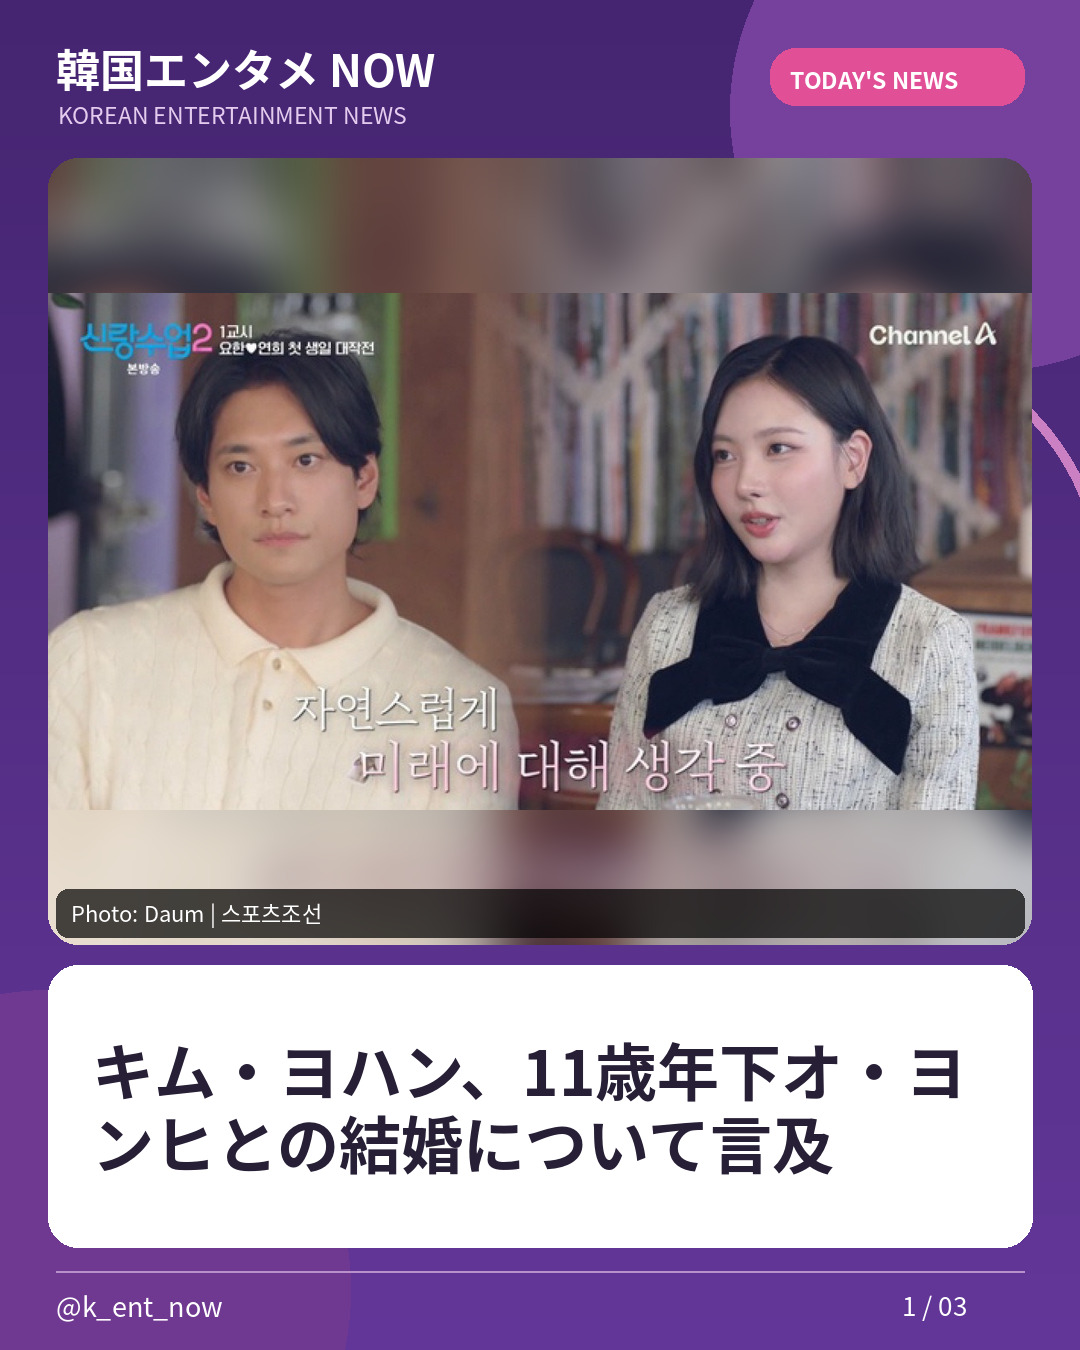 韓国エンタメ NOW
KOREAN ENTERTAINMENT NEWS
TODAY'S NEWS
신랑수업2
1교시
요한♥연희 첫 생일 대작전
본방송
Channel A
자연스럽게
미래에 대해 생각 중
Photo: Daum | 스포츠조선
キム・ヨハン、11歳年下オ・ヨ
ンヒとの結婚について言及
@k_ent_now
1 / 03